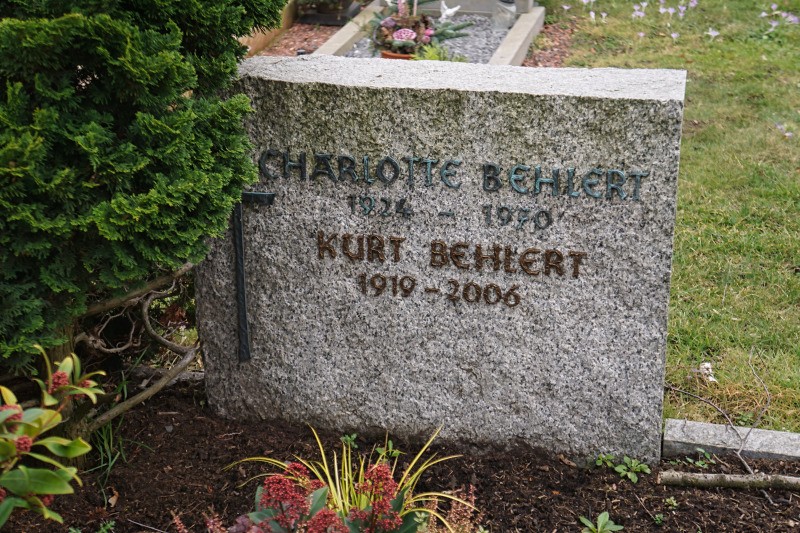 CHARLOTTE BEHLERT
1924 – 1970
KURT BEHLERT
1919 – 2006